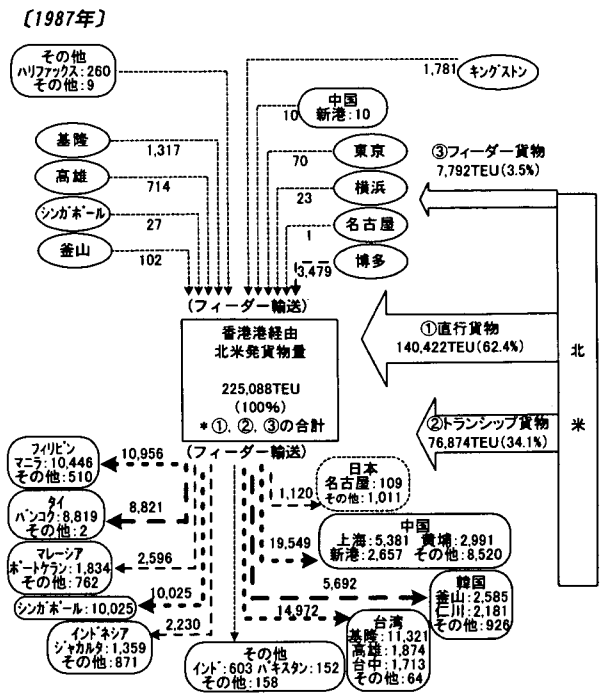 〔1987年〕
その他
ハリファックス:260
その他:9
1,781
キングストン
中国
新港:10
10
基隆
1,317
東京
70
③フィーダー貨物
7,792TEU(3.5%)
高雄
714
横浜
23
シンガポール
27
名古屋
1
釜山
102
博多
3,479
(フィーダー輸送)
香港港経由
北米発貨物量
225,088TEU
(100%)
*①,②,③の合計
(フィーダー輸送)
①直行貨物
140,422TEU(62.4%)
北
米
②トランシップ貨物
76,874TEU(34.1%)
フィリピン
マニラ:10,446
その他:510
10,956
日本
名古屋:109
その他:1,011
1,120
タイ
バンコク:8,819
その他:2
8,821
中国
上海:5,381 黄埔:2,991
新港:2,657 その他:8,520
19,549
マレーシア
ポートケラン:1,834
その他:762
2,596
韓国
釜山:2,585
仁川:2,181
その他:926
5,692
シンガポール:10,025
10,025
14,972
台湾
基隆:11,321
高雄:1,874
台中:1,713
その他:64
インドネシア
ジャカルタ:1,359
その他:871
2,230
その他
インド:603 パキスタン:152
その他:158